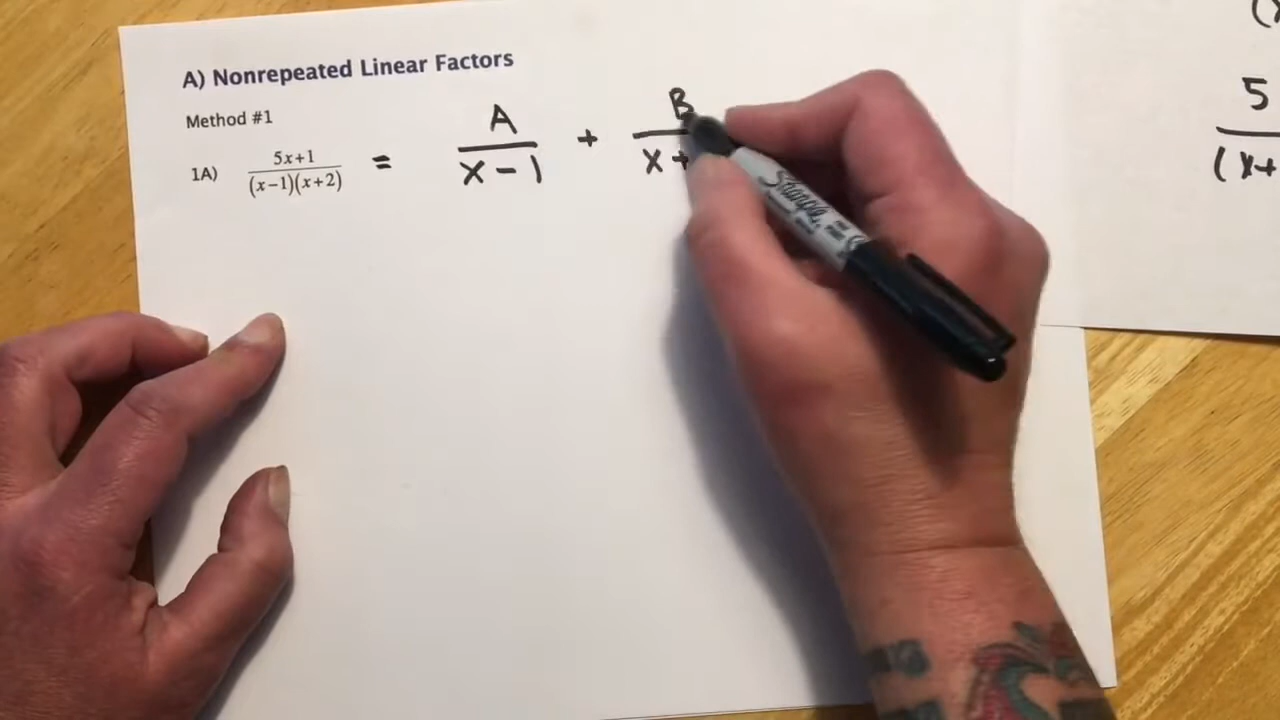 A) Nonrepeated Linear Factors
Method #1
1A) 5x+1 / (x−1)(x+2) = A / x−1 + B / x+
Sharpie
5
(x+